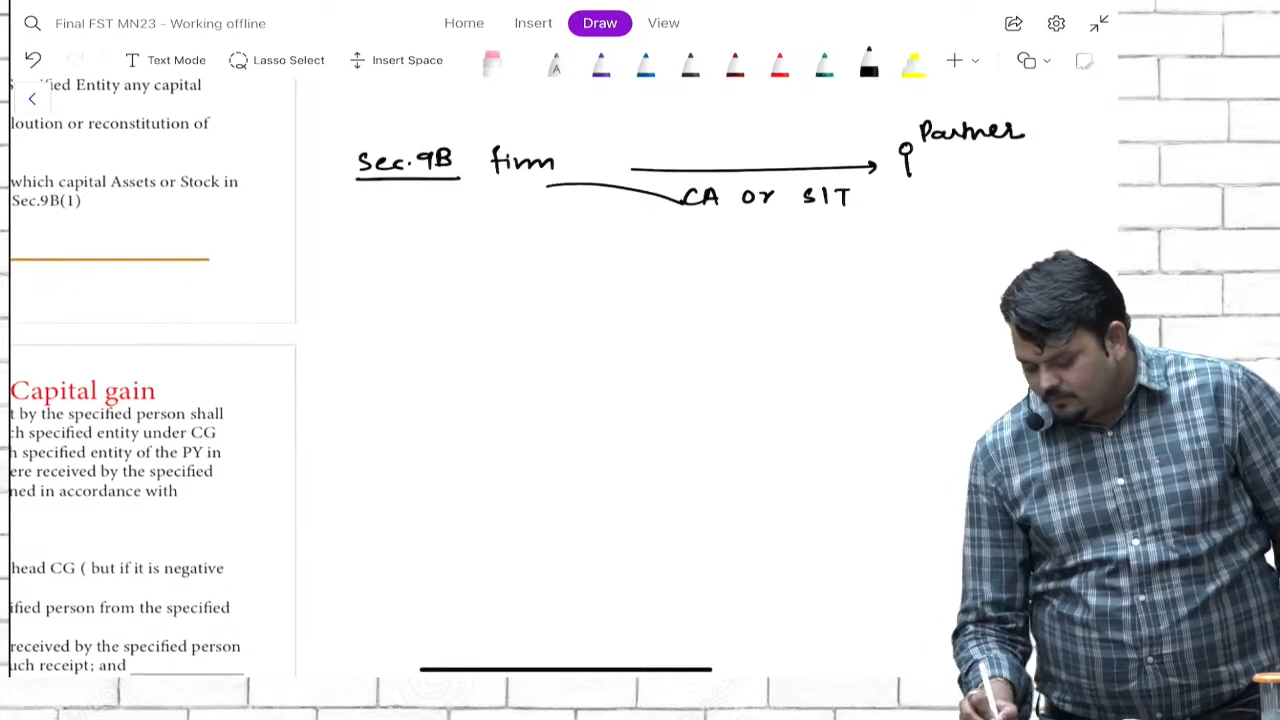 Final FST MN23 - Working offline
Home Insert Draw View
Text Mode Lasso Select Insert Space
A
Entity any capital
loution or reconstitution of
which capital Assets or Stock in
Sec.9B(1)
Sec.9B firm Partner
CA or SIT
Capital gain
t by the specified person shall
ch specified entity under CG
n specified entity of the PY in
ere received by the specified
ned in accordance with
head CG ( but if it is negative
ified person from the specified
received by the specified person
uch receipt; and